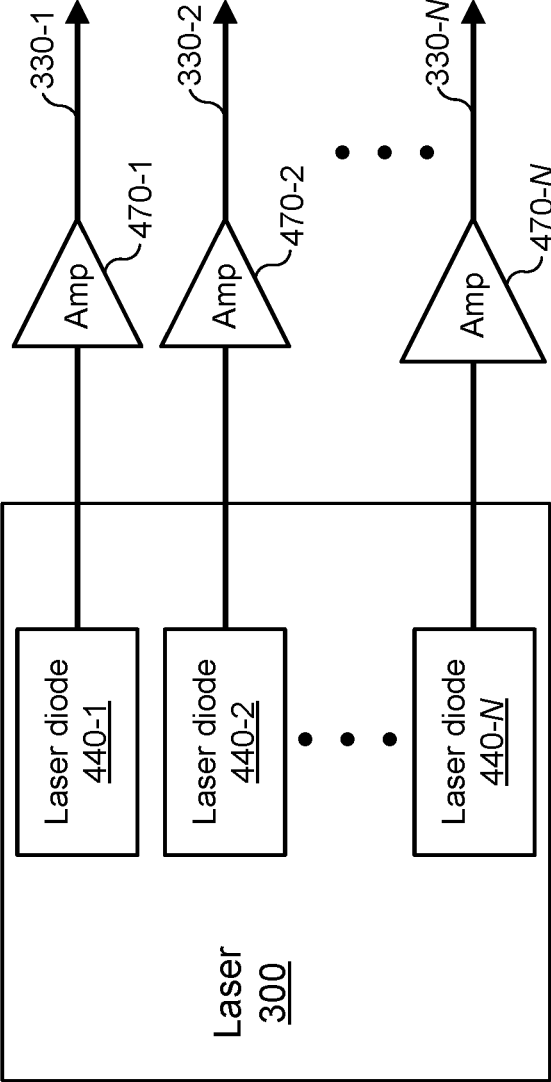 Laser
300
Laser diode
440-1
Amp
470-1
330-1
Laser diode
440-2
Amp
470-2
330-2
Laser diode
440-N
Amp
470-N
330-N